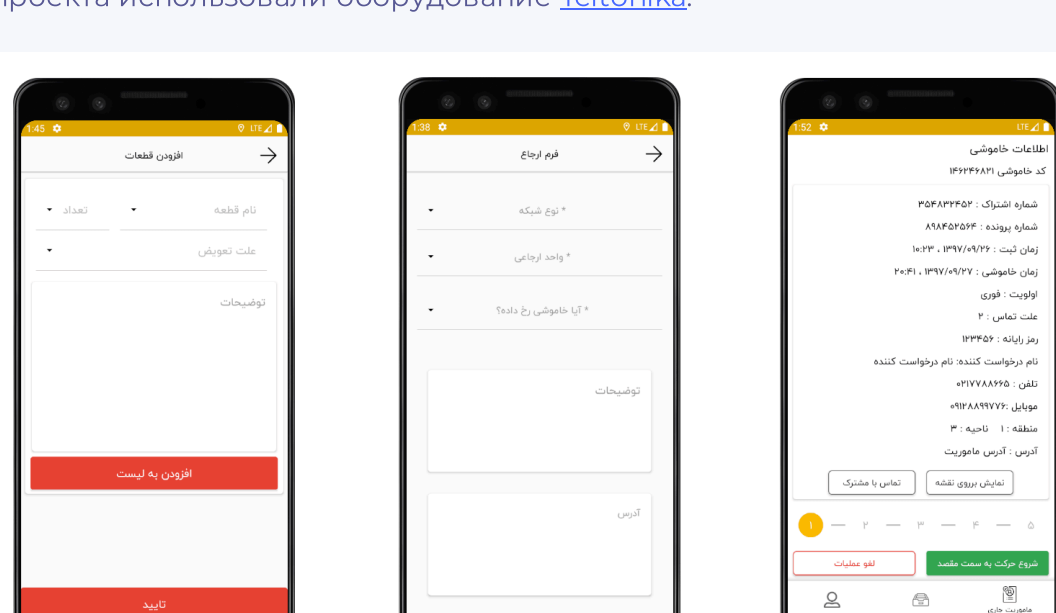 проекта использовали оборудование Teltonika.
1:45 LTE
افزودن قطعات
نام قطعه
تعداد
علت تعویض
توضیحات
افزودن به لیست
تایید
1:38 LTE
فرم ارجاع
* نوع شبکه
* واحد ارجاعی
* آیا خاموشی رخ داده؟
توضیحات
آدرس
1:52 LTE
اطلاعات خاموشی
کد خاموشی ۱۴۶۲۴۶۸۲۱
شماره اشتراک : ۳۵۴۸۳۲۴۵۲
شماره پرونده : ۸۹۸۴۵۲۵۶۴
زمان ثبت : ۱۳۹۷/۰۹/۲۶ ، ۱۰:۲۳
زمان خاموشی : ۱۳۹۷/۰۹/۲۷ ، ۲۰:۴۱
اولویت : فوری
علت تماس : ۲
رمز رایانه : ۱۲۳۴۵۶
نام درخواست کننده: نام درخواست کننده
تلفن : ۰۲۱۷۷۸۸۶۶۵
موبایل :۰۹۱۲۸۸۹۹۷۷۶
منطقه : ۱ ناحیه : ۳
آدرس : آدرس ماموریت
نمایش برروی نقشه
تماس با مشترک
۱ — ۲ — ۳ — ۴ — ۵
شروع حرکت به سمت مقصد
لغو عملیات
ماموریت جاری